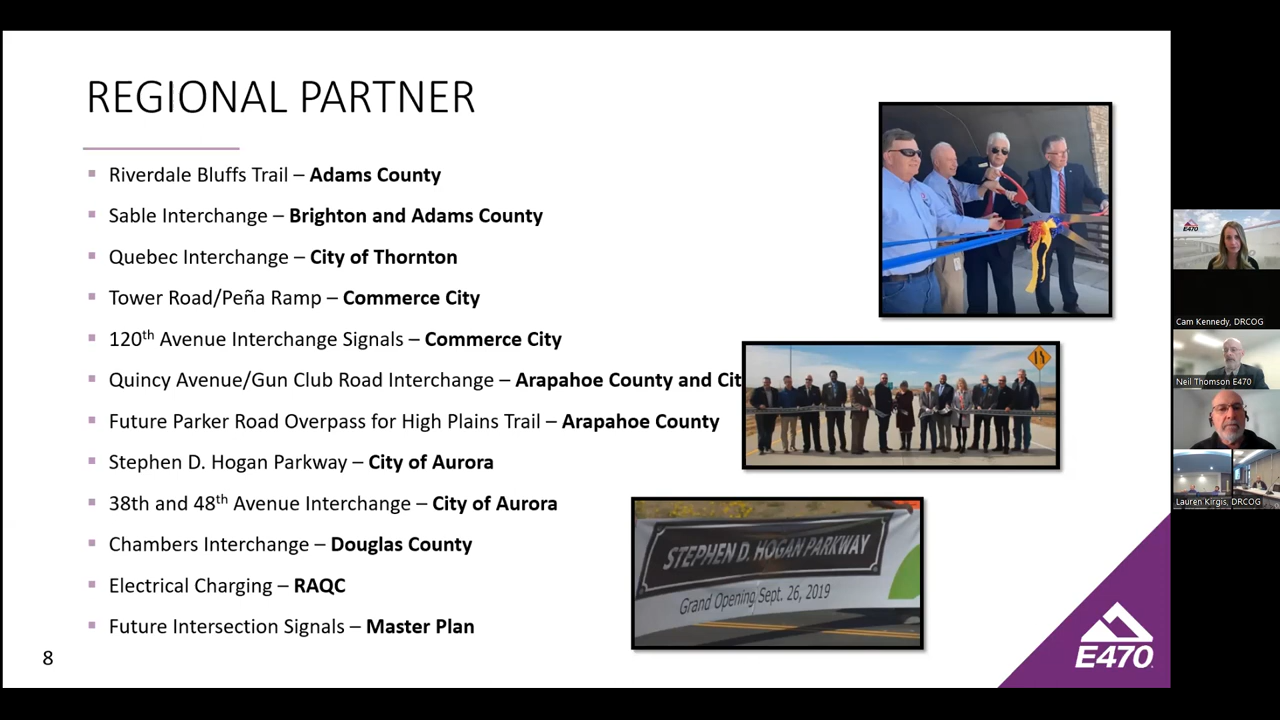 REGIONAL PARTNER
Riverdale Bluffs Trail – Adams County
Sable Interchange – Brighton and Adams County
Quebec Interchange – City of Thornton
Tower Road/Peña Ramp – Commerce City
120th Avenue Interchange Signals – Commerce City
Quincy Avenue/Gun Club Road Interchange – Arapahoe County and Cit
Future Parker Road Overpass for High Plains Trail – Arapahoe County
Stephen D. Hogan Parkway – City of Aurora
38th and 48th Avenue Interchange – City of Aurora
Chambers Interchange – Douglas County
Electrical Charging – RAQC
Future Intersection Signals – Master Plan
8
STEPHEN D. HOGAN PARKWAY
Grand Opening Sept. 26, 2019
E470
E470
Cam Kennedy, DRCOG
Neil Thomson E470
Lauren Kirgis, DRCOG